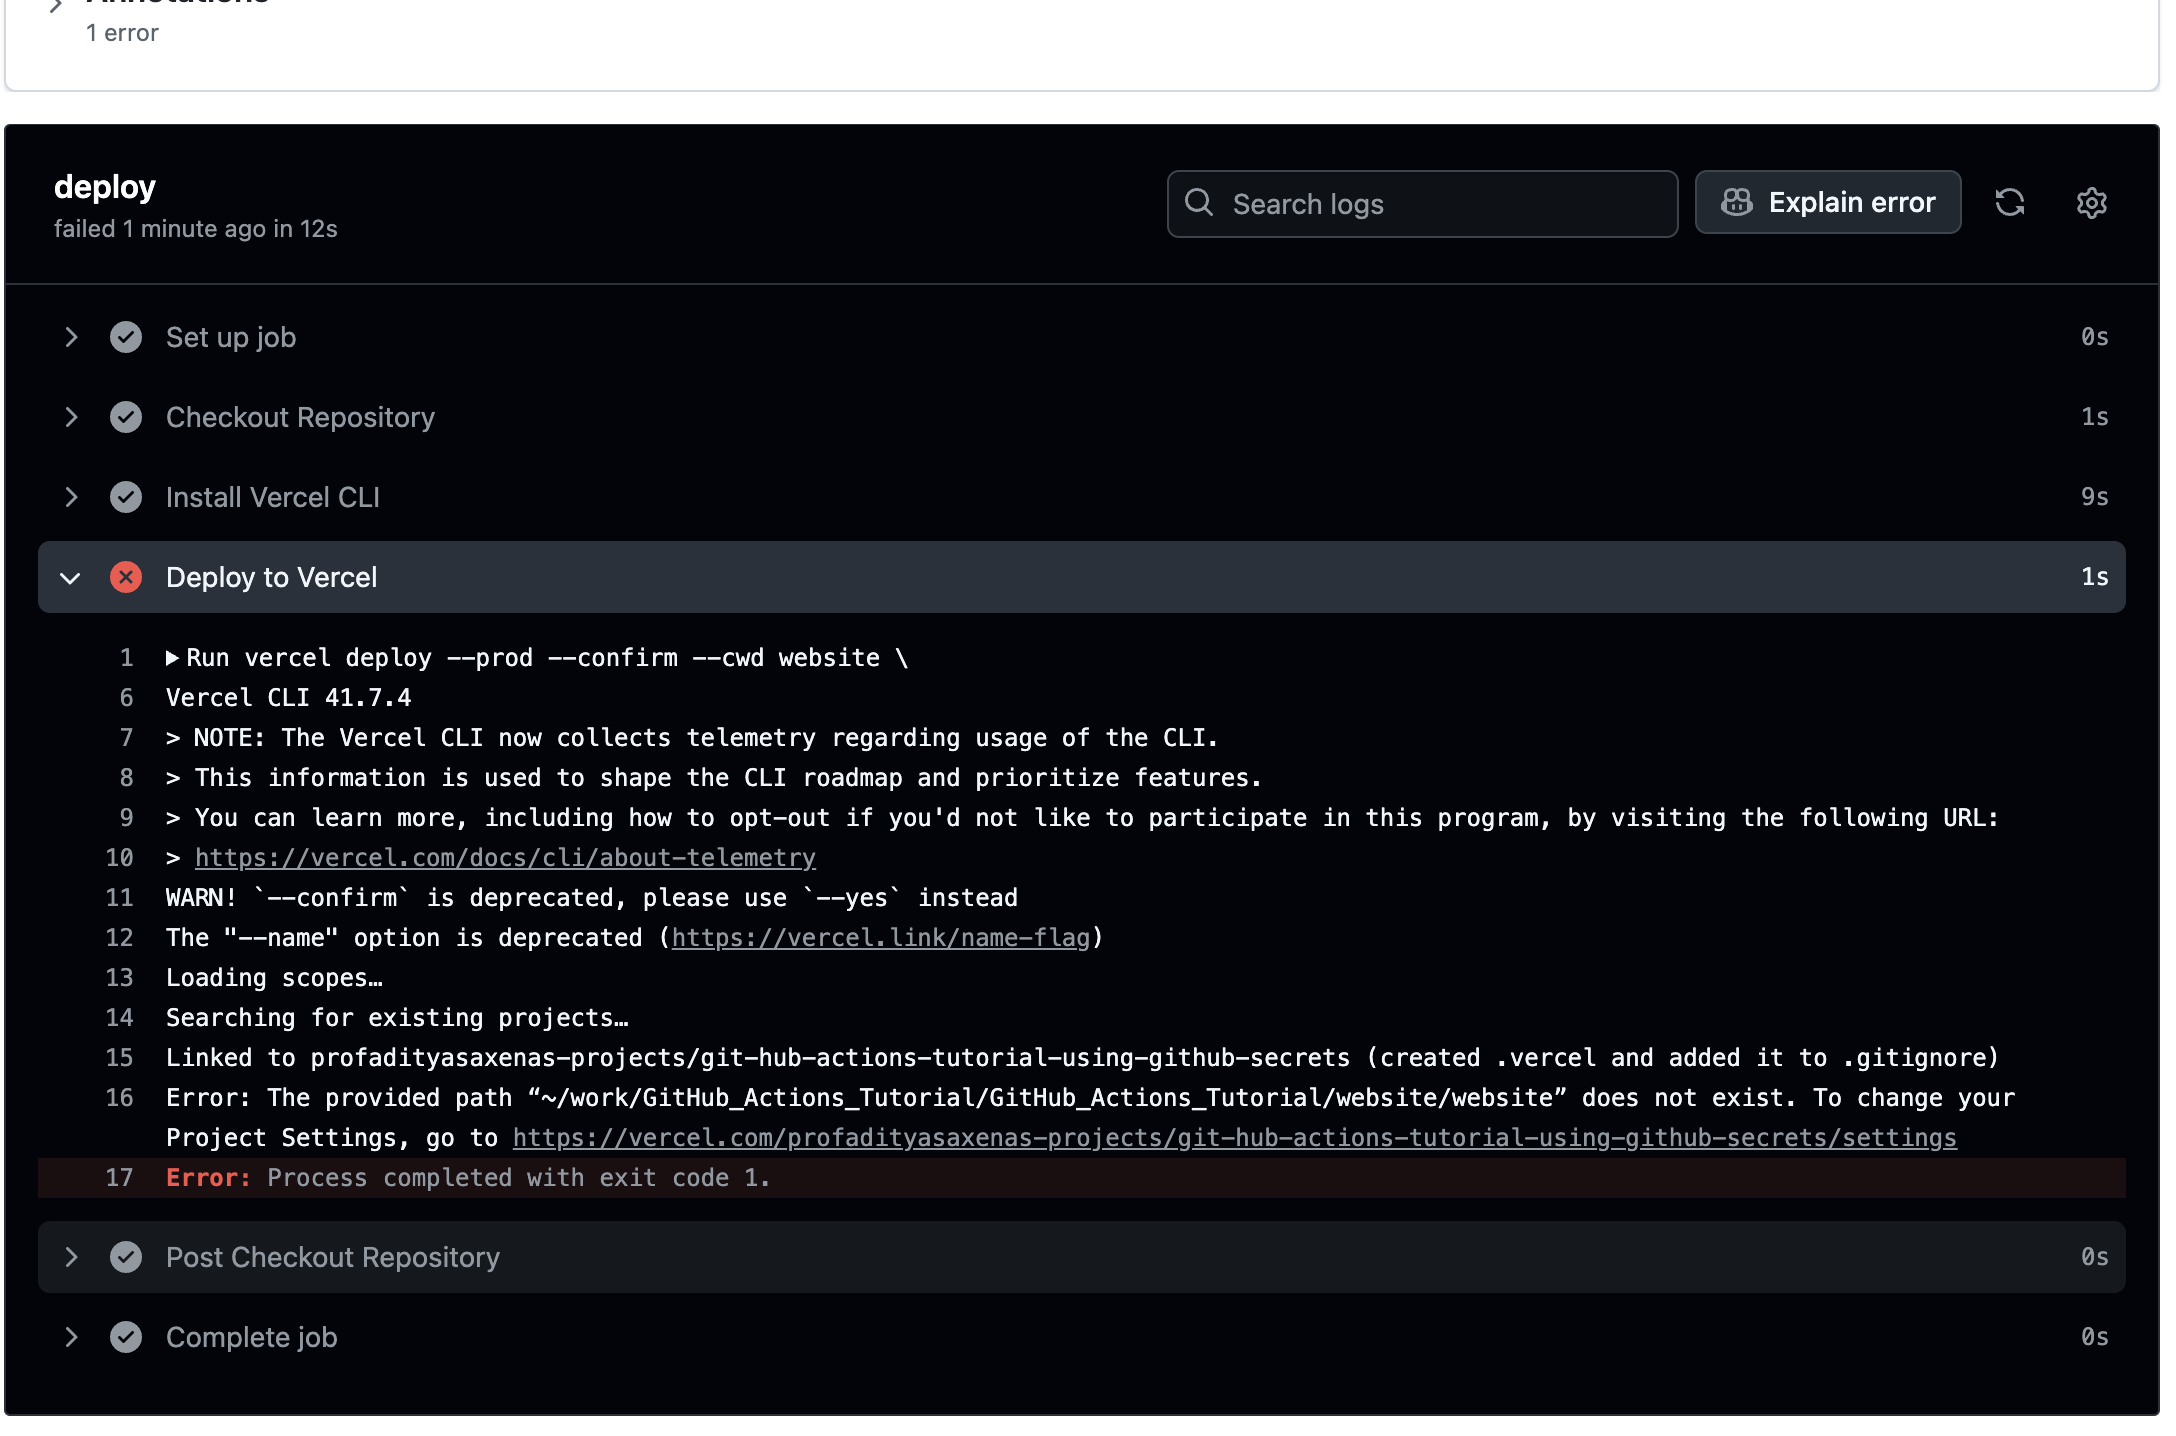 Annotations
1 error
deploy
failed 1 minute ago in 12s
Search logs
Explain error
Set up job
0s
Checkout Repository
1s
Install Vercel CLI
9s
Deploy to Vercel
1s
1 Run vercel deploy --prod --confirm --cwd website \
6 Vercel CLI 41.7.4
7 > NOTE: The Vercel CLI now collects telemetry regarding usage of the CLI.
8 > This information is used to shape the CLI roadmap and prioritize features.
9 > You can learn more, including how to opt-out if you'd not like to participate in this program, by visiting the following URL:
10 > https://vercel.com/docs/cli/about-telemetry
11 WARN! `--confirm` is deprecated, please use `--yes` instead
12 The "--name" option is deprecated (https://vercel.link/name-flag)
13 Loading scopes…
14 Searching for existing projects…
15 Linked to profadityasaxenas-projects/git-hub-actions-tutorial-using-github-secrets (created .vercel and added it to .gitignore)
16 Error: The provided path “~/work/GitHub_Actions_Tutorial/GitHub_Actions_Tutorial/website/website” does not exist. To change your
Project Settings, go to https://vercel.com/profadityasaxenas-projects/git-hub-actions-tutorial-using-github-secrets/settings
17 Error: Process completed with exit code 1.
Post Checkout Repository
0s
Complete job
0s